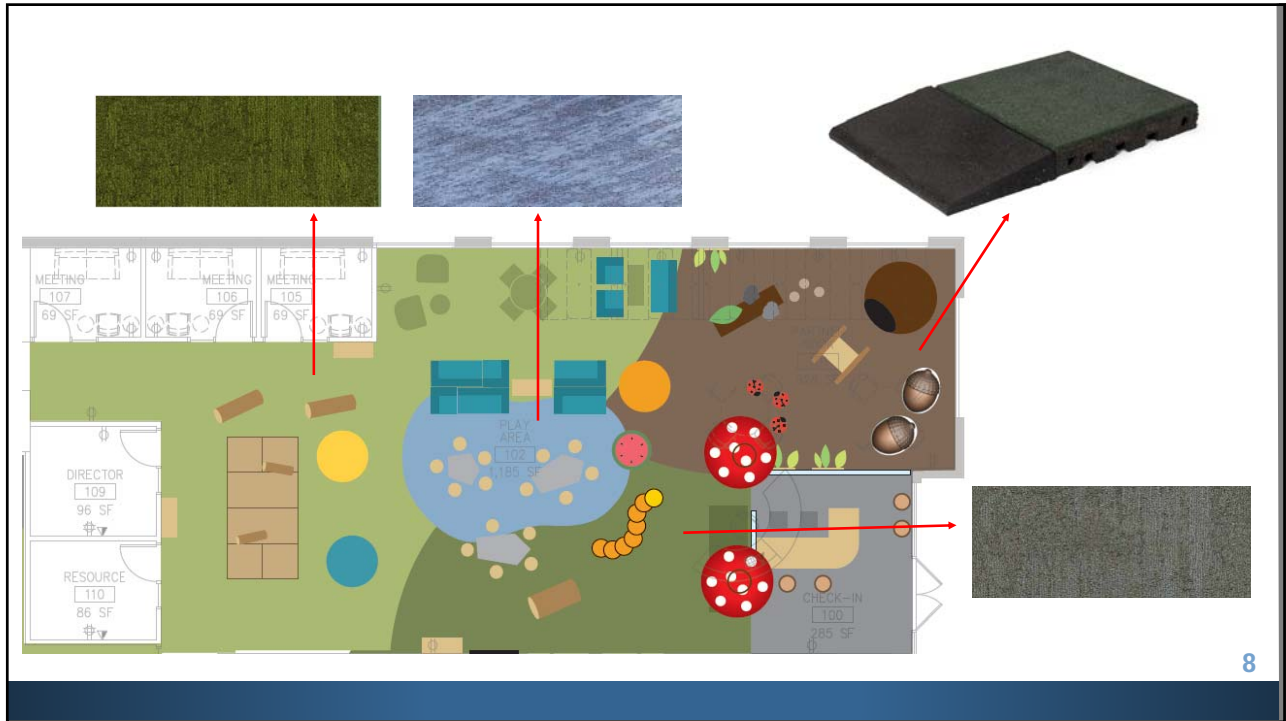 MEETING
107
69 SF
MEETING
106
69 SF
MEETING
105
69 SF
PLAY
AREA
102
1,185 SF
DIRECTOR
109
96 SF
RESOURCE
110
86 SF
CHECK-IN
100
285 SF
8